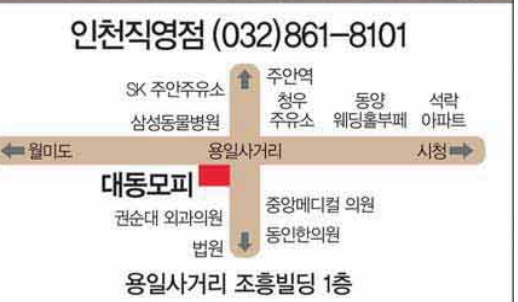 인천직영점 (032)861-8101
SK 주안주유소
주안역
삼성동물병원
청우
주유소
동양
웨딩홀부페
석락
아파트
월미도
용일사거리
시청
대동모피
권순대 외과의원
중앙메디컬 의원
법원
동인한의원
용일사거리 조흥빌딩 1층